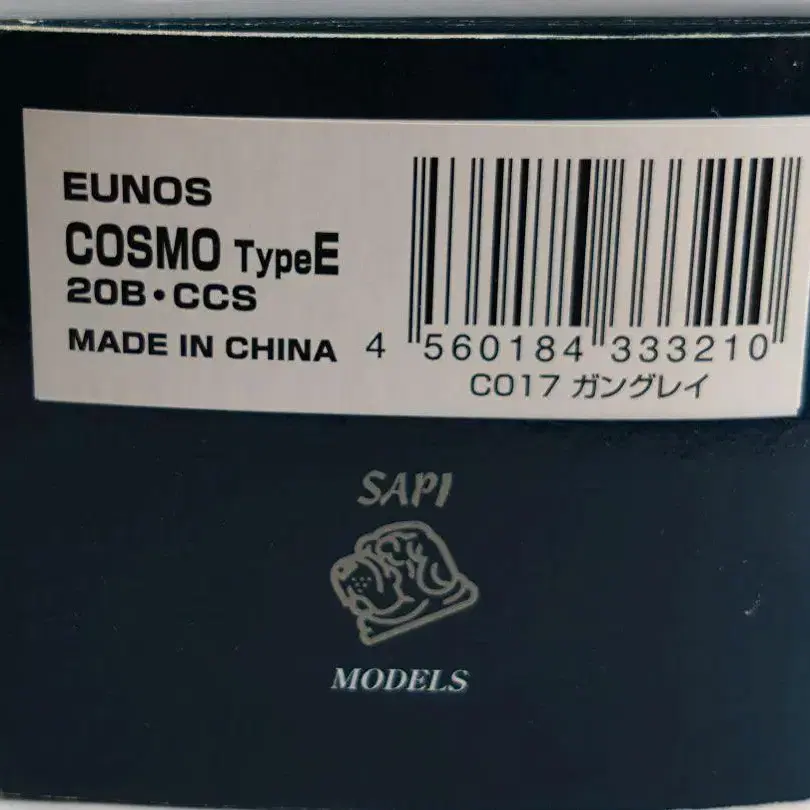 EUNOS
COSMO TypeE
20B・CCS
MADE IN CHINA
4 560184 333210
C017 ガングレイ
SAPI
MODELS